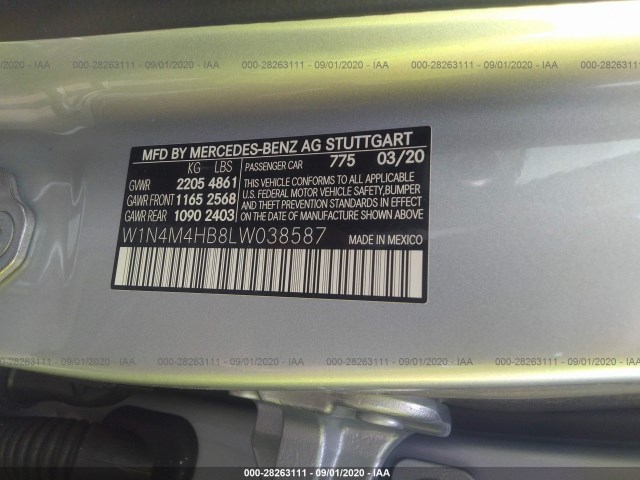 000-28263111 - 09/01/2020 - IAA
MFD BY MERCEDES-BENZ AG STUTTGART
KG LBS PASSENGER CAR 775 03/20
GVWR 2205 4861
GAWR FRONT 1165 2568
GAWR REAR 1090 2403
THIS VEHICLE CONFORMS TO ALL APPLICABLE
U.S. FEDERAL MOTOR VEHICLE SAFETY, BUMPER
AND THEFT PREVENTION STANDARDS IN EFFECT
ON THE DATE OF MANUFACTURE SHOWN ABOVE.
W1N4M4HB8LW038587 MADE IN MEXICO
000-28263111 - 09/01/2020 - IAA
000-28263111 - 09/01/2020 - IAA